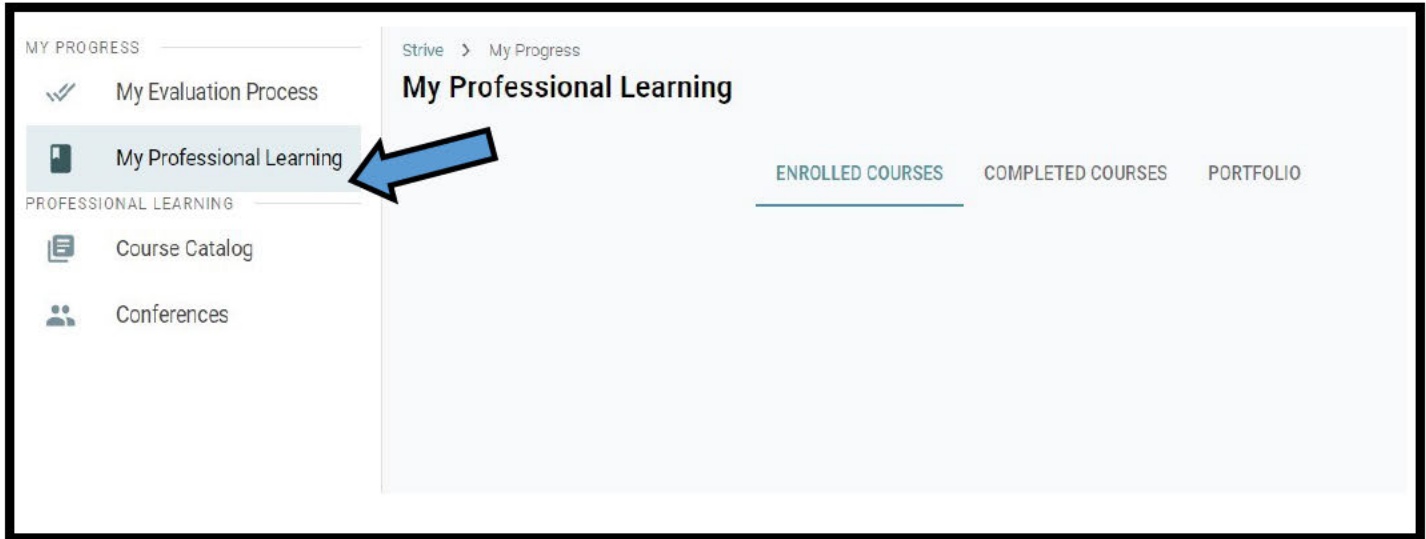 MY PROGRESS
My Evaluation Process
My Professional Learning
PROFESSIONAL LEARNING
Course Catalog
Conferences
Strive > My Progress
My Professional Learning
ENROLLED COURSES COMPLETED COURSES PORTFOLIO